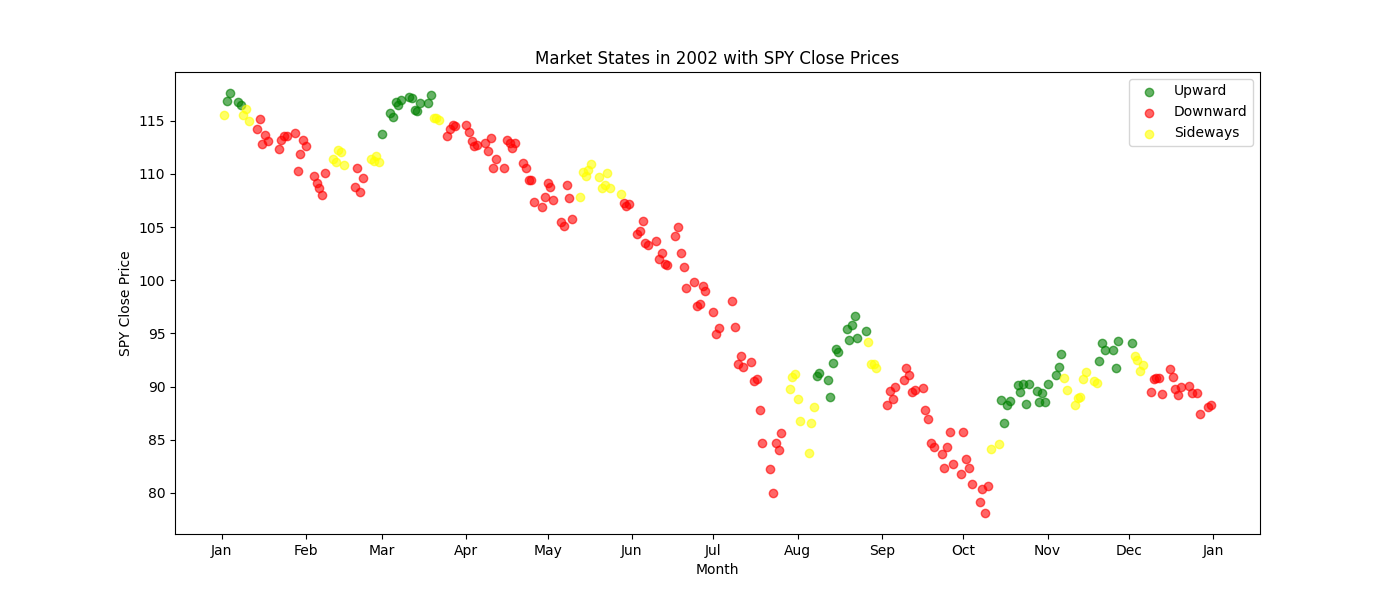 Market States in 2002 with SPY Close Prices
Upward
Downward
Sideways
SPY Close Price
115
110
105
100
95
90
85
80
Jan Feb Mar Apr May Jun Jul Aug Sep Oct Nov Dec Jan
Month